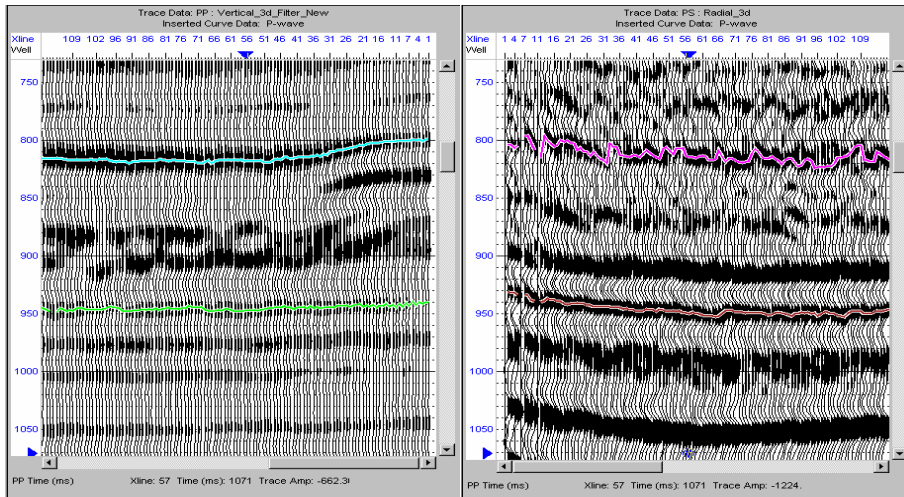 Trace Data: PP : Vertical_3d_Filter_New
Inserted Curve Data: P-wave
Xline 109 96 91 86 81 76 71 66 61 56 51 46 41 36 31 26 21 16 11 7 4 1
Well
750
800
850
900
950
1000
1050
PP Time (ms) Xline: 57 Time (ms): 1071 Trace Amp: -662.3
Trace Data: PS : Radial_3d
Inserted Curve Data: P-wave
Xline 1 4 7 11 16 21 26 31 36 41 46 51 56 61 66 71 76 81 86 91 96 102 109
Well
750
800
850
900
950
1000
1050
PP Time (ms) Xline: 57 Time (ms): 1071 Trace Amp: -1224.